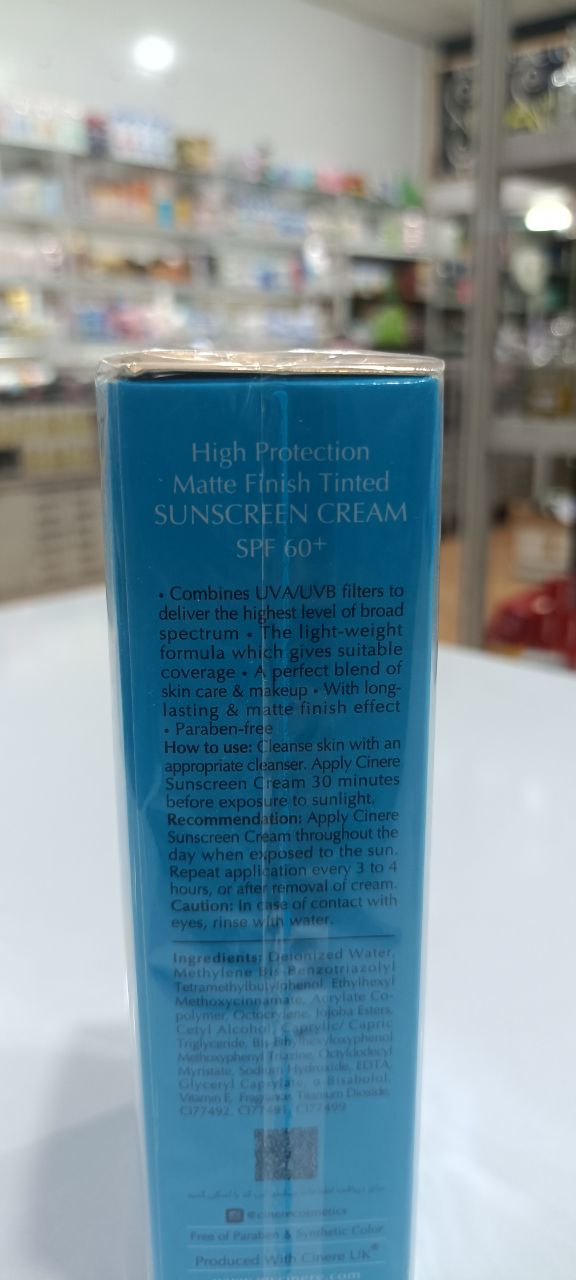 High Protection
Matte Finish Tinted
SUNSCREEN CREAM
SPF 60+
• Combines UVA/UVB filters to
deliver the highest level of broad
spectrum • The light-weight
formula which gives suitable
coverage • A perfect blend of
skin care & makeup • With long-
lasting & matte finish effect
• Paraben-free
How to use: Cleanse skin with an
appropriate cleanser. Apply Cinere
Sunscreen Cream 30 minutes
before exposure to sunlight.
Recommendation: Apply Cinere
Sunscreen Cream throughout the
day when exposed to the sun.
Repeat application every 3 to 4
hours, or after removal of cream.
Caution: In case of contact with
eyes, rinse with water.
Ingredients: Deionized Water,
Methylene Bis-Benzotriazolyl
Tetramethylbutylphenol, Ethylhexyl
Methoxycinnamate, Acrylate Co-
polymer, Octocrylene, Jojoba Esters,
Cetyl Alcohol, Caprylic/ Capric
Triglyceride, Bis-Ethylhexyloxyphenol
Methoxyphenyl Triazine, Octyldodecyl
Myristate, Sodium Hydroxide, EDTA,
Glyceryl Caprylate, α-Bisabolol,
Vitamin E, Fragrance, Titanium Dioxide,
CI77492, CI77491, CI77499
@cinerecosmetics
Free of Paraben & Synthetic Color
Produced With Cinere UK®